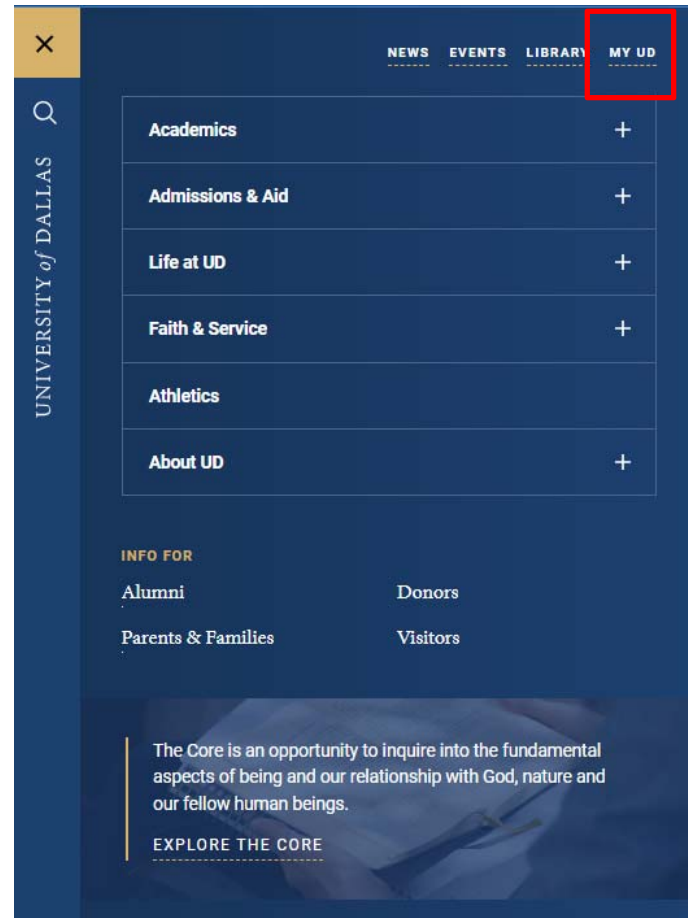 NEWS EVENTS LIBRARY MY UD
UNIVERSITY of DALLAS
Academics
Admissions & Aid
Life at UD
Faith & Service
Athletics
About UD
INFO FOR
Alumni Donors
Parents & Families Visitors
The Core is an opportunity to inquire into the fundamental
aspects of being and our relationship with God, nature and
our fellow human beings.
EXPLORE THE CORE